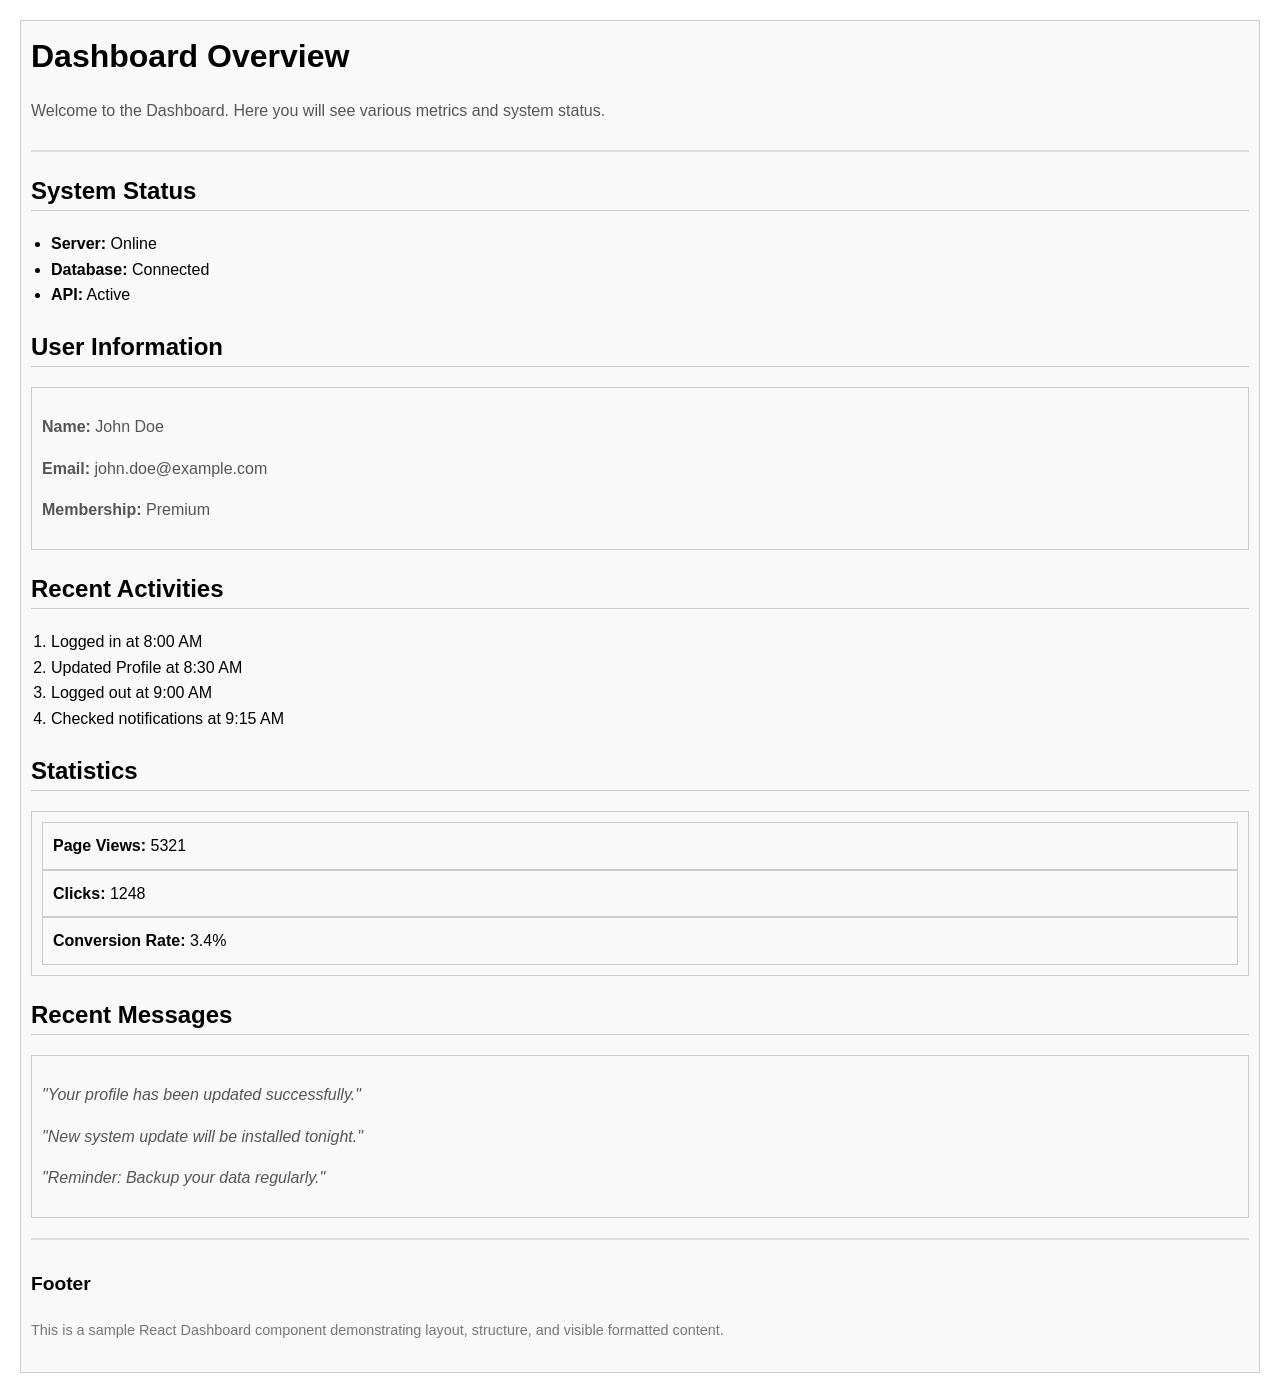 Dashboard Overview
Welcome to the Dashboard. Here you will see various metrics and system status.
System Status
• Server: Online
• Database: Connected
• API: Active
User Information
Name: John Doe
Email: john.doe@example.com
Membership: Premium
Recent Activities
1. Logged in at 8:00 AM
2. Updated Profile at 8:30 AM
3. Logged out at 9:00 AM
4. Checked notifications at 9:15 AM
Statistics
Page Views: 5321
Clicks: 1248
Conversion Rate: 3.4%
Recent Messages
"Your profile has been updated successfully."
"New system update will be installed tonight."
"Reminder: Backup your data regularly."
Footer
This is a sample React Dashboard component demonstrating layout, structure, and visible formatted content.